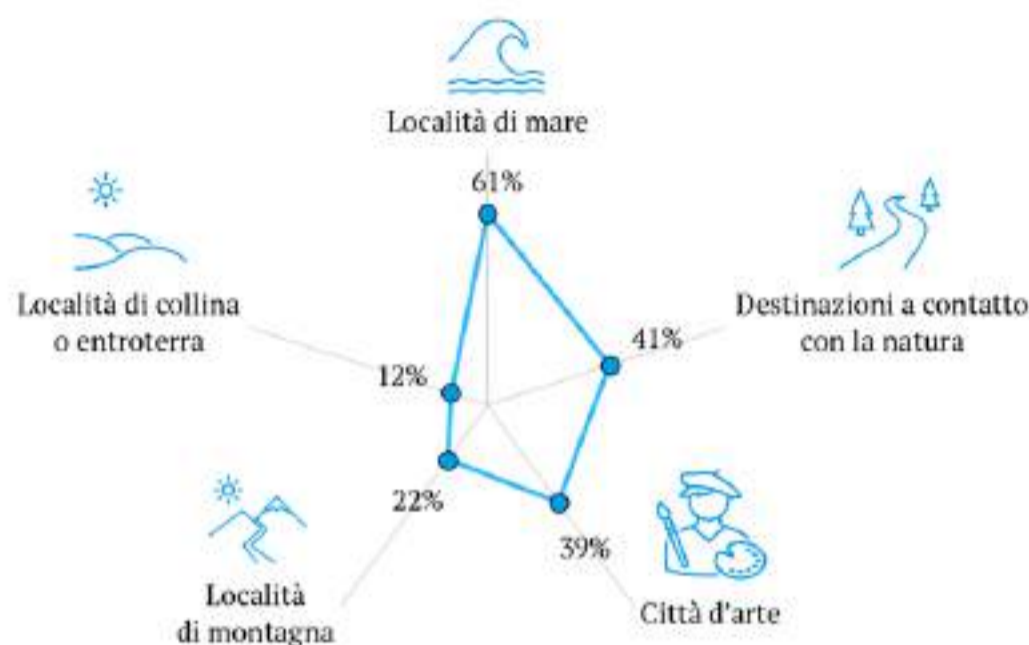 Località di mare
61%
Località di collina
o entroterra
12%
Destinazioni a contatto
con la natura
41%
22%
Località
di montagna
39%
Città d'arte